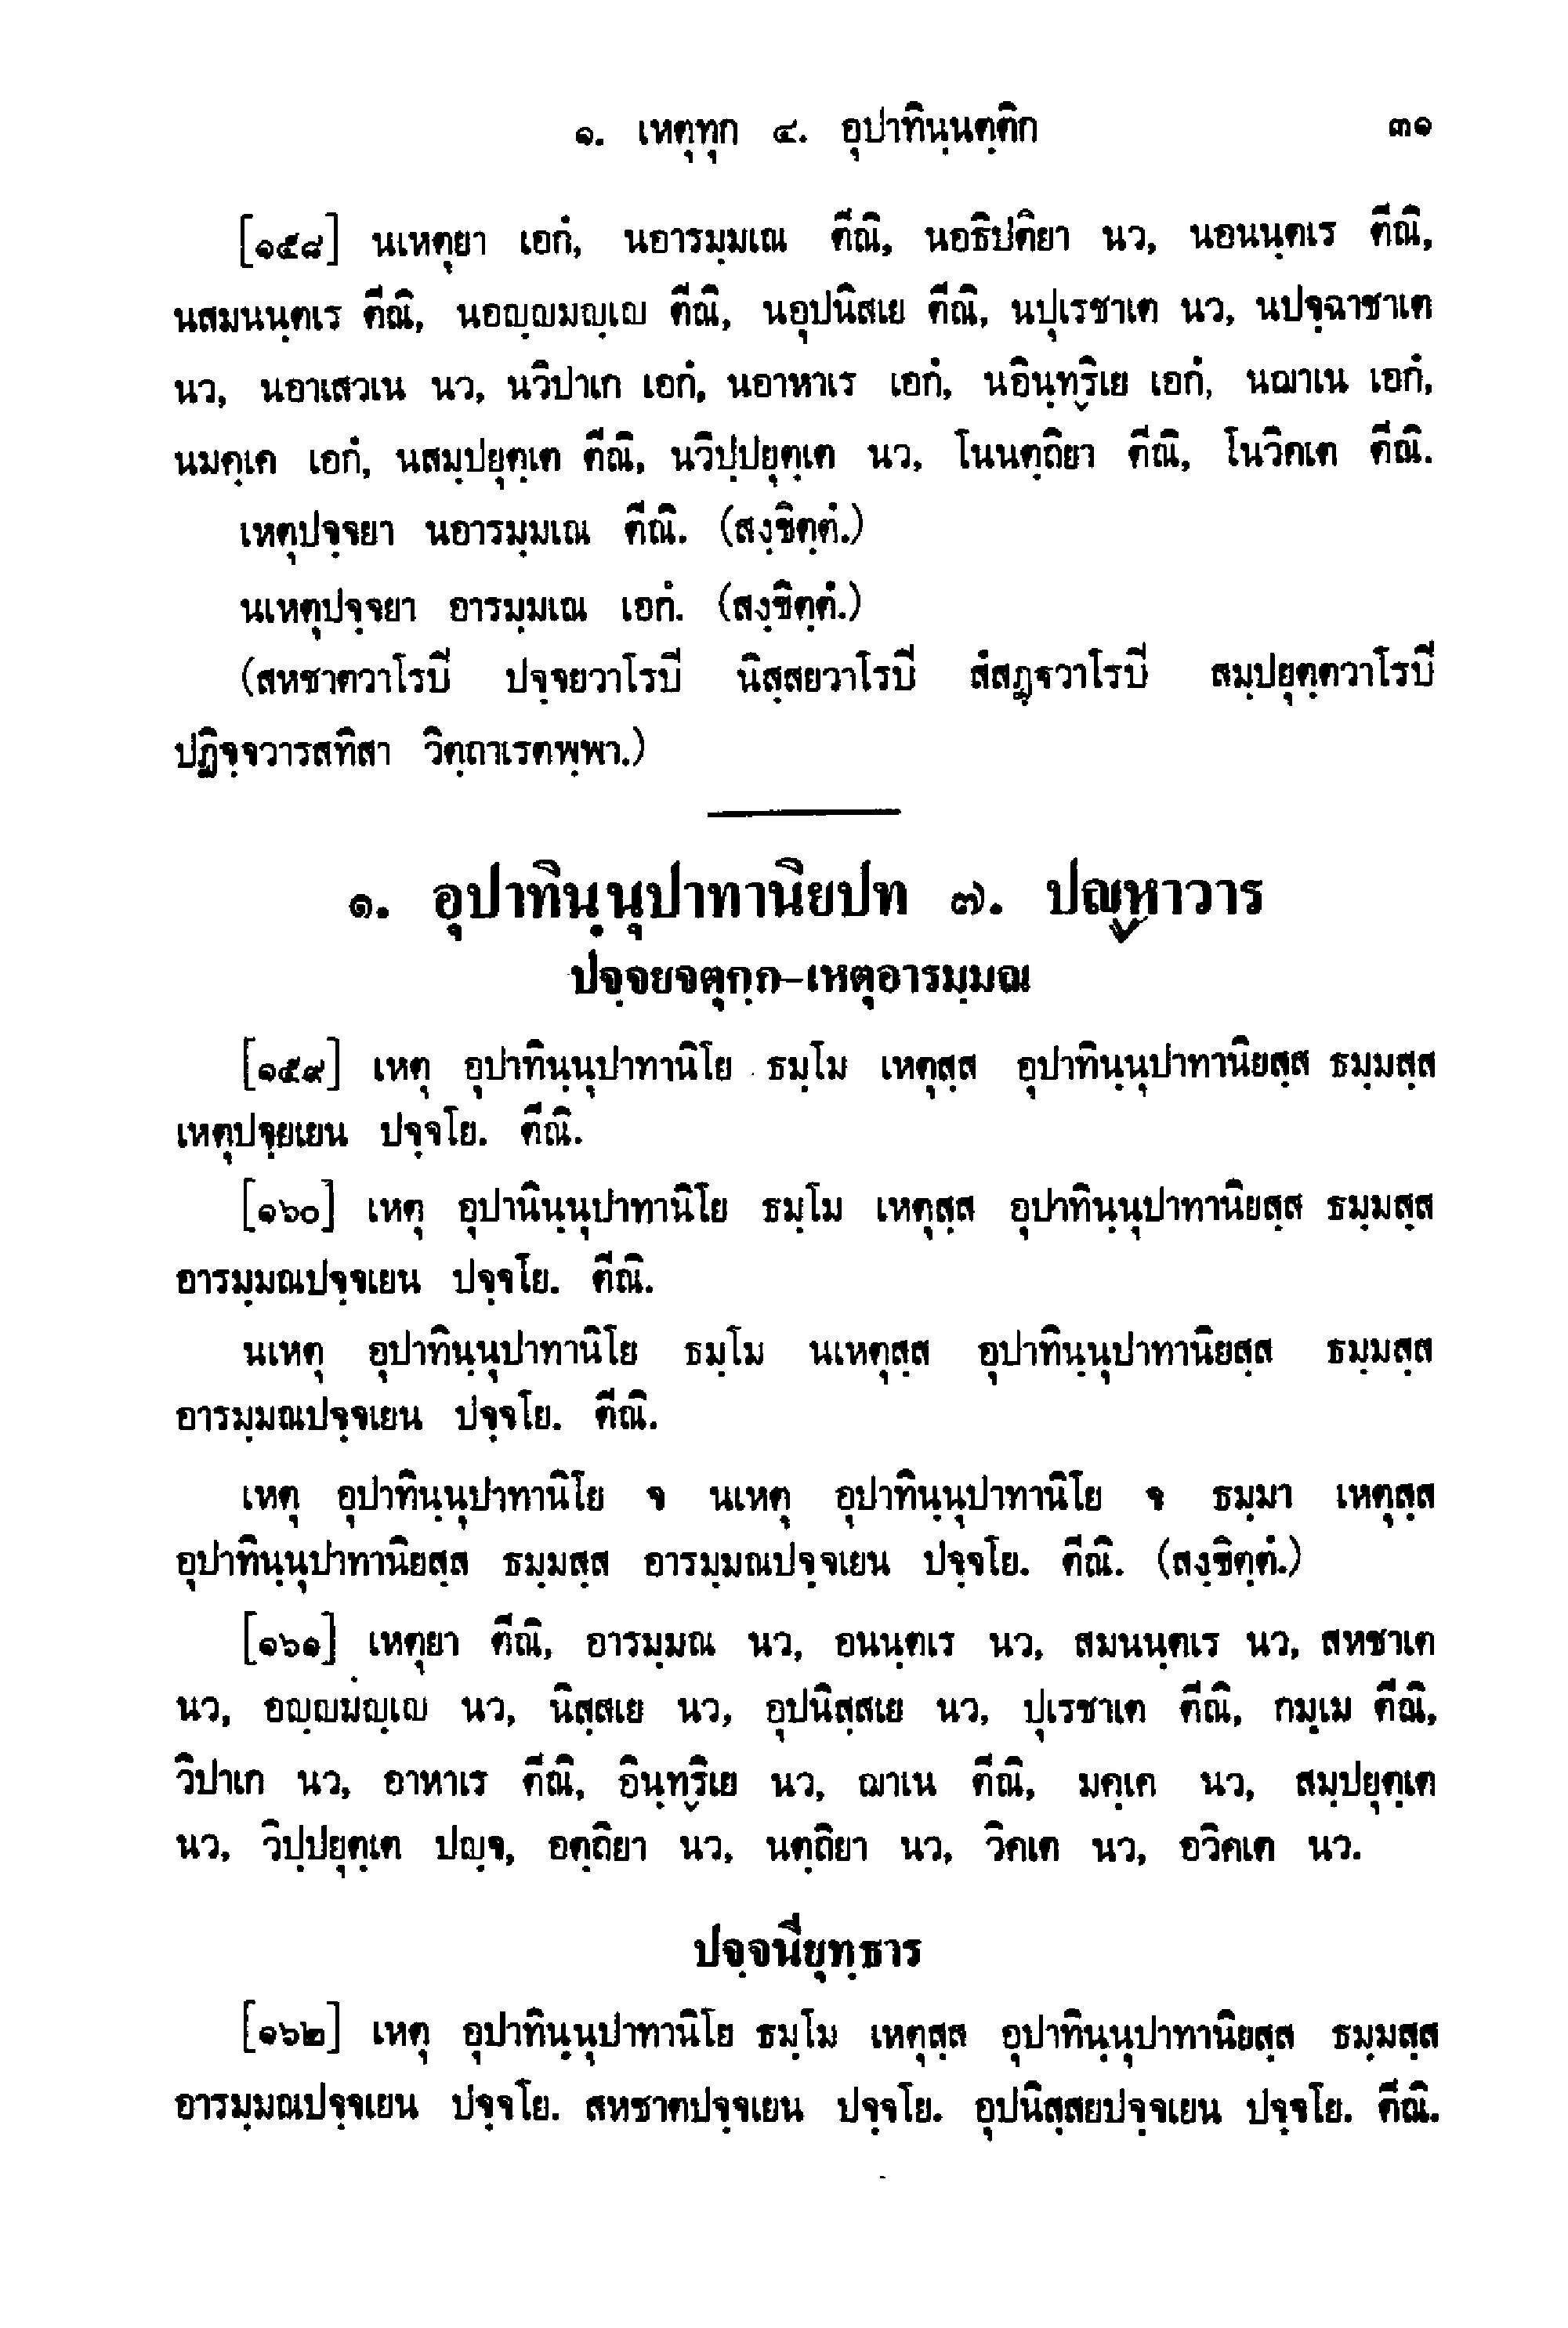 ๑. เหตุทุก ๔. อุปาทินฺนตฺติก ๓๑
[๑๕๘] นเหตุยา เอกํ, นอารมฺมเณ ตีณิ, นอธิปติยา นว, นอนนฺตเร ตีณิ,
นสมนนฺตเร ตีณิ, นอญฺญมญฺเญ ตีณิ, นอุปนิสเย ตีณิ, นปุเรชาเต นว, นปจฺฉาชาเต
นว, นอาเสวเน นว, นวิปาเก เอกํ, นอาหาเร เอกํ, นอินฺทฺริเย เอกํ, นฌาเน เอกํ,
นมคฺเค เอกํ, นสมฺปยุตฺเต ตีณิ, นวิปฺปยุตฺเต นว, โนนตฺถิยา ตีณิ, โนวิคเต ตีณิ.
เหตุปจฺจยา นอารมฺมเณ ตีณิ. (สงฺขิตฺตํ.)
นเหตุปจฺจยา อารมฺมเณ เอกํ. (สงฺขิตฺตํ.)
(สหชาตวาโรปี ปจฺจยวาโรปี นิสฺสยวาโรปี สํสฏฺฐวาโรปี สมฺปยุตฺตวาโรปี
ปฏิจฺจวารสทิสา วิตฺถาเรตพฺพา.)
๑. อุปาทินฺนุปาทานิยปท ๗. ปญฺหาวาร
ปจฺจยจตุกฺก–เหตุอารมฺมณ
[๑๕๙] เหตุ อุปาทินฺนุปาทานิโย ธมฺโม เหตุสฺส อุปาทินฺนุปาทานิยสฺส ธมฺมสฺส
เหตุปจฺยเยน ปจฺจโย. ตีณิ.
[๑๖๐] เหตุ อุปานินฺนุปาทานิโย ธมฺโม เหตุสฺส อุปาทินฺนุปาทานิยสฺส ธมฺมสฺส
อารมฺมณปจฺจเยน ปจฺจโย. ตีณิ.
นเหตุ อุปาทินฺนุปาทานิโย ธมฺโม นเหตุสฺส อุปาทินฺนุปาทานิยสฺส ธมฺมสฺส
อารมฺมณปจฺจเยน ปจฺจโย. ตีณิ.
เหตุ อุปาทินฺนุปาทานิโย จ นเหตุ อุปาทินฺนุปาทานิโย จ ธมฺมา เหตุสฺส
อุปาทินฺนุปาทานิยสฺส ธมฺมสฺส อารมฺมณปจฺจเยน ปจฺจโย. ตีณิ. (สงฺขิตฺตํ.)
[๑๖๑] เหตุยา ตีณิ, อารมฺมณ นว, อนนฺตเร นว, สมนนฺตเร นว, สหชาเต
นว, อญฺญมญฺเญ นว, นิสฺสเย นว, อุปนิสฺสเย นว, ปุเรชาเต ตีณิ, กมฺเม ตีณิ,
วิปาเก นว, อาหาเร ตีณิ, อินฺทฺริเย นว, ฌาเน ตีณิ, มคฺเค นว, สมฺปยุตฺเต
นว, วิปฺปยุตฺเต ปญฺจ, อตฺถิยา นว, นตฺถิยา นว, วิคเต นว, อวิคเต นว.
ปจฺจนียุทฺธาร
[๑๖๒] เหตุ อุปาทินฺนุปาทานิโย ธมฺโม เหตุสฺส อุปาทินฺนุปาทานิยสฺส ธมฺมสฺส
อารมฺมณปจฺจเยน ปจฺจโย. สหชาตปจฺจเยน ปจฺจโย. อุปนิสฺสยปจฺจเยน ปจฺจโย. ตีณิ.